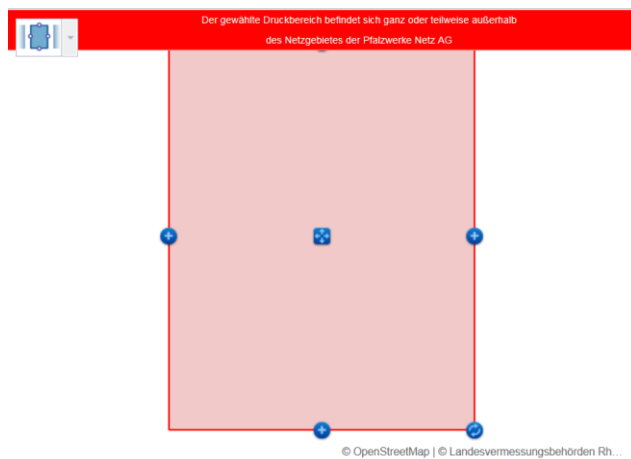 Der gewählte Druckbereich befindet sich ganz oder teilweise außerhalb
des Netzgebietes der Pfalzwerke Netz AG
© OpenStreetMap | © Landesvermessungsbehörden Rh...